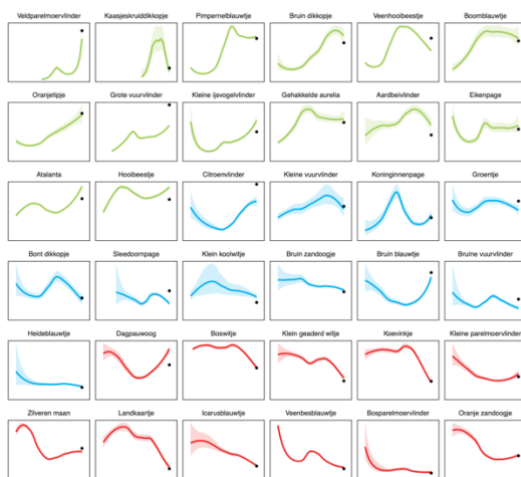 Veldparelmoervlinder Kaasjeskruiddikkopje Pimpernelblauwtje Bruin dikkopje Veenhooibeestje Boomblauwtje
Oranjetipje Grote vuurvlinder Kleine ijsvogelvlinder Gehakkelde aurelia Aardbeivlinder Eikenpage
Atalanta Hooibeestje Citroenvlinder Kleine vuurvlinder Koninginnenpage Groentje
Bont dikkopje Sleedoornpage Klein koolwitje Bruin zandoogje Bruin blauwtje Bruine vuurvlinder
Heideblauwtje Dagpauwoog Boswitje Klein geaderd witje Koevinkje Kleine parelmoervlinder
Zilveren maan Landkaartje Icarusblauwtje Veenbesblauwtje Bosparelmoervlinder Oranje zandoogje